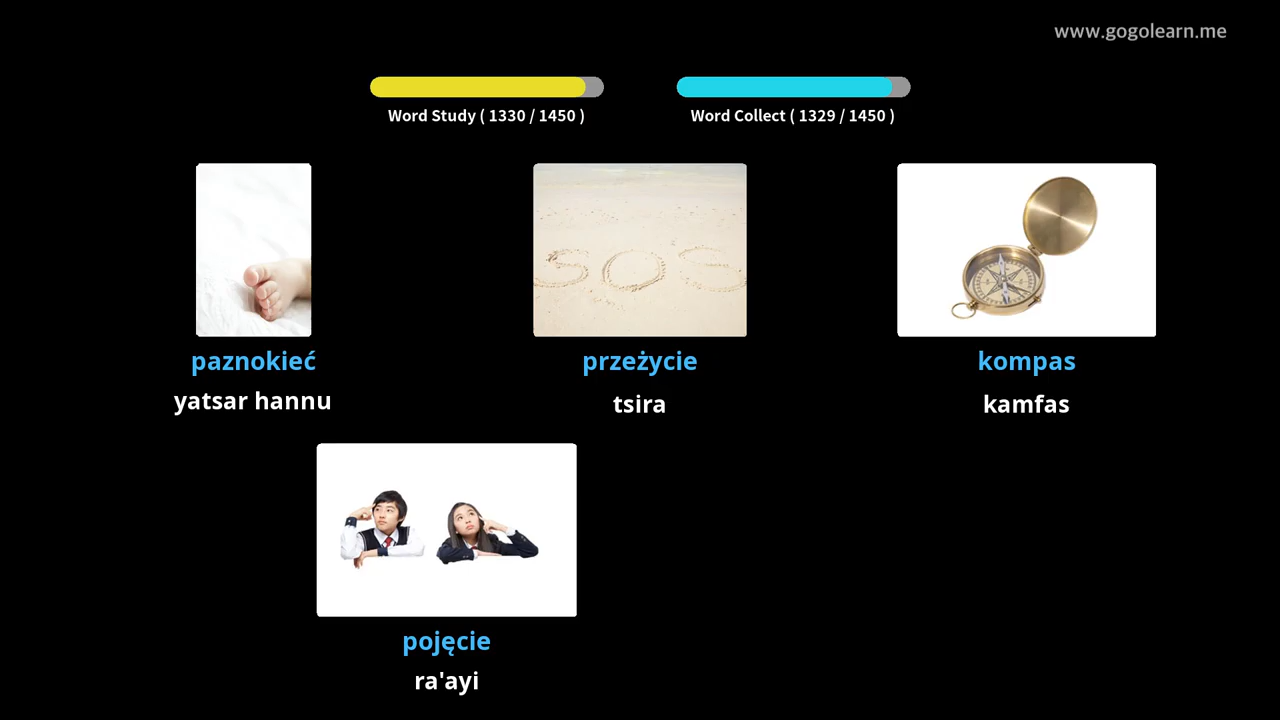 www.gogolearn.me
Word Study ( 1330 / 1450 )
Word Collect ( 1329 / 1450 )
SOS
paznokieć
przeżycie
kompas
yatsar hannu
tsira
kamfas
pojęcie
ra'ayi